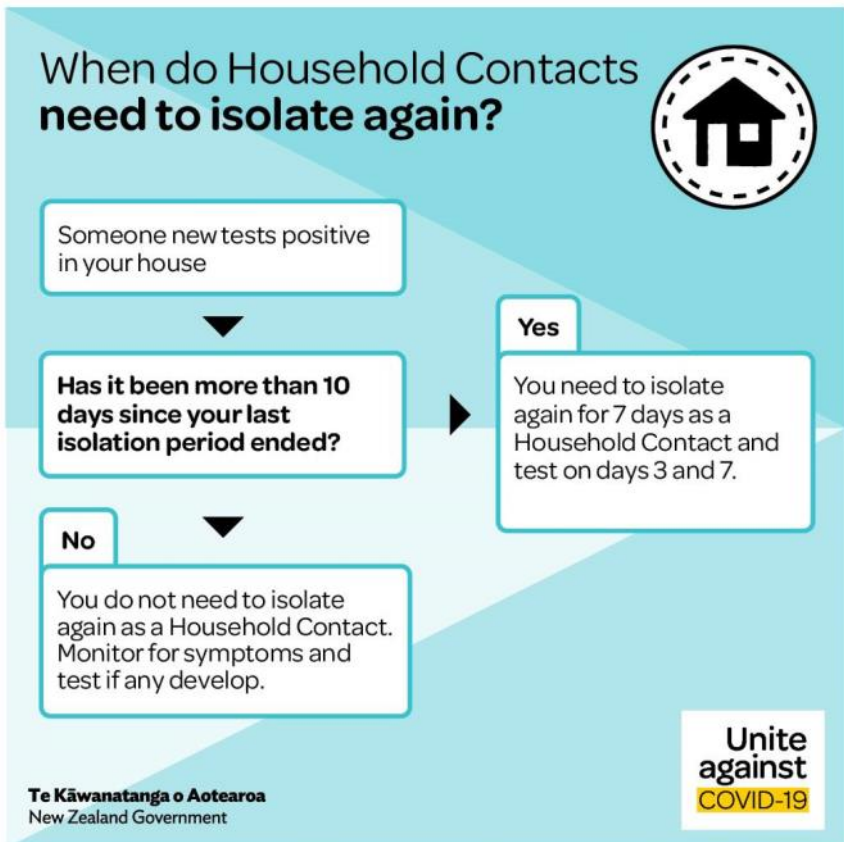 When do Household Contacts
need to isolate again?
Someone new tests positive
in your house
Has it been more than 10
days since your last
isolation period ended?
Yes
You need to isolate
again for 7 days as a
Household Contact and
test on days 3 and 7.
No
You do not need to isolate
again as a Household Contact.
Monitor for symptoms and
test if any develop.
Te Kāwanatanga o Aotearoa
New Zealand Government
Unite
against
COVID-19